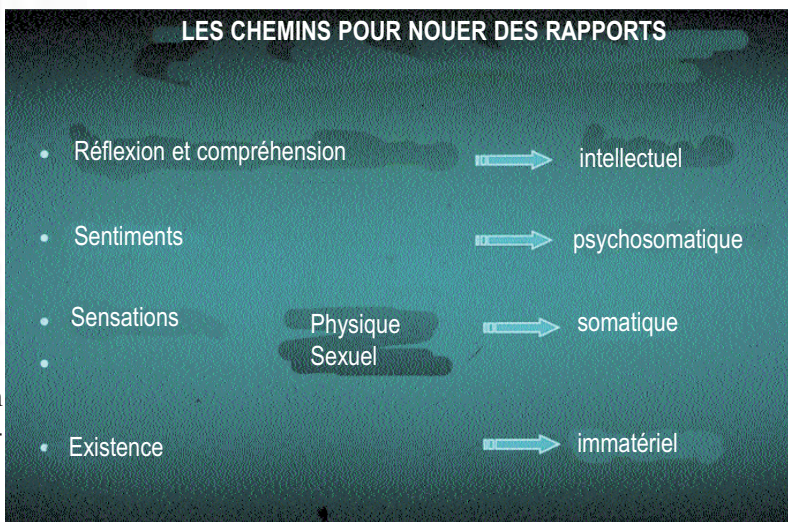 LES CHEMINS POUR NOUER DES RAPPORTS
• Réflexion et compréhension intellectuel
• Sentiments psychosomatique
• Sensations Physique somatique
• Sexuel
• Existence immatériel